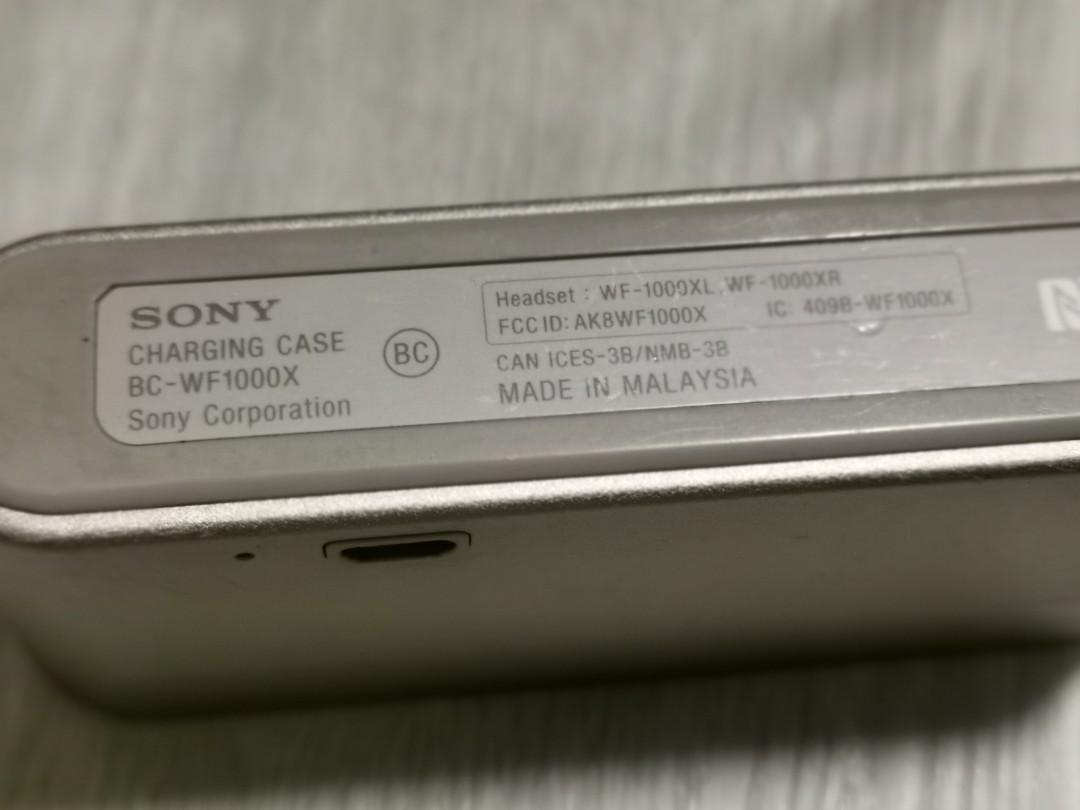 SONY
CHARGING CASE
BC-WF1000X
Sony Corporation
BC
Headset : WF-1000XL, WF-1000XR
FCC ID: AK8WF1000X IC: 409B-WF1000X
CAN ICES-3B/NMB-3B
MADE IN MALAYSIA